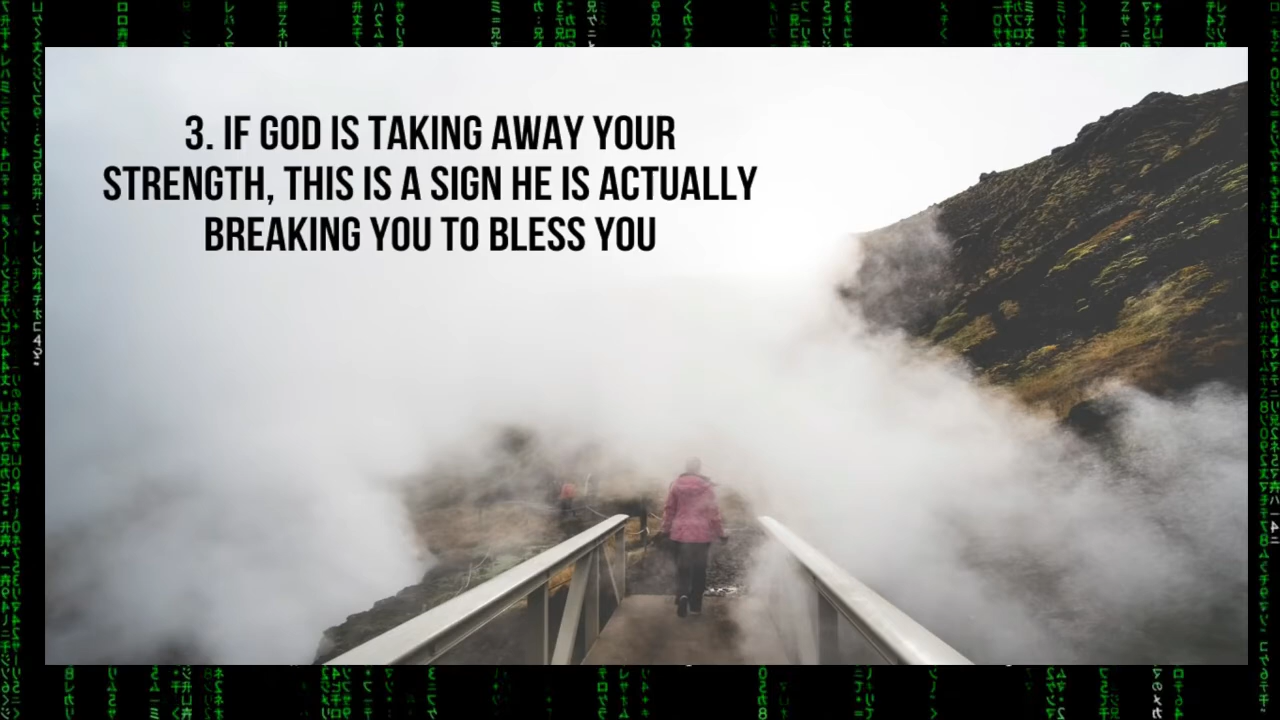 3. IF GOD IS TAKING AWAY YOUR
STRENGTH, THIS IS A SIGN HE IS ACTUALLY
BREAKING YOU TO BLESS YOU